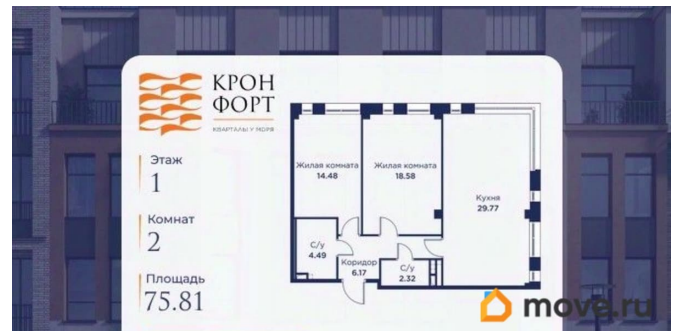 КРОН
ФОРТ
КВАРТАЛЫ У МОРЯ
Этаж
1
Комнат
2
Площадь
75.81
Жилая комната
14.48
Жилая комната
18.58
Кухня
29.77
С/у
4.49
Коридор
6.17
С/у
2.32
move.ru